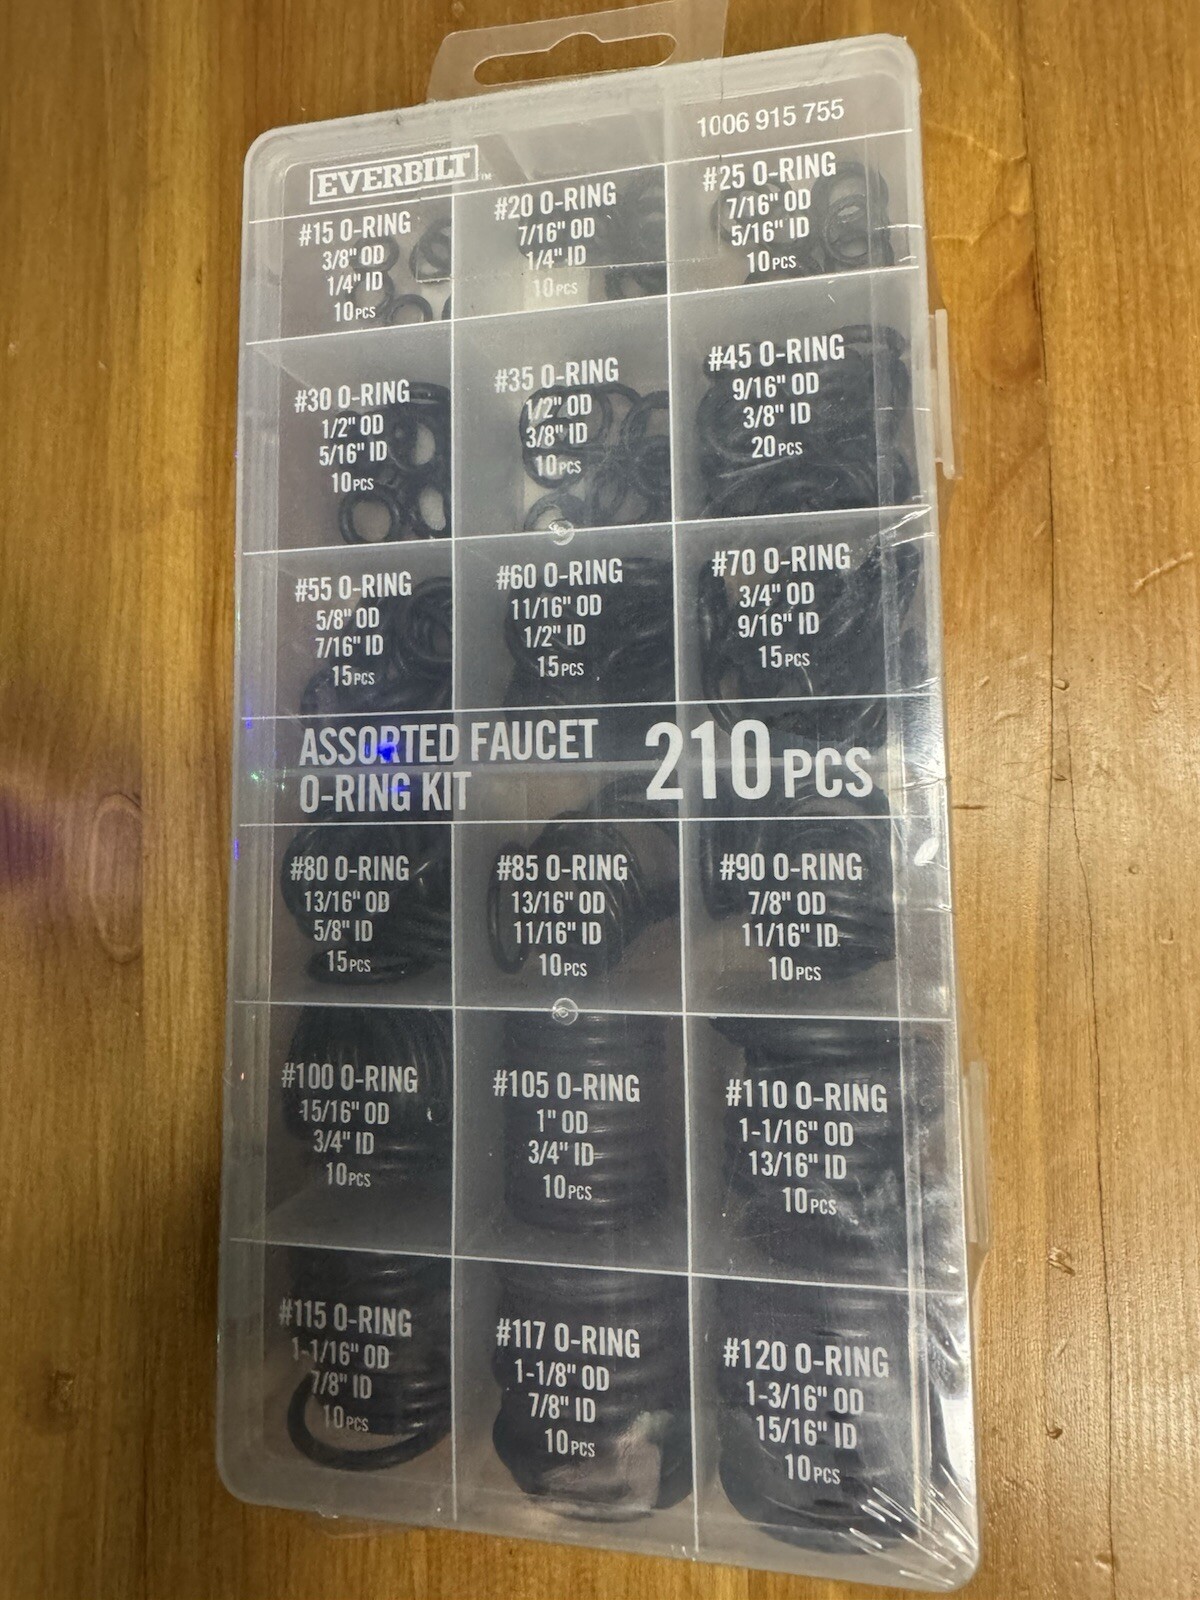 1006 915 755
EVERBILT™
#15 O-RING
3/8" OD
1/4" ID
10PCS
#20 O-RING
7/16" OD
1/4" ID
10PCS
#25 O-RING
7/16" OD
5/16" ID
10PCS
#30 O-RING
1/2" OD
5/16" ID
10PCS
#35 O-RING
1/2" OD
3/8" ID
10PCS
#45 O-RING
9/16" OD
3/8" ID
20PCS
#55 O-RING
5/8" OD
7/16" ID
15PCS
#60 O-RING
11/16" OD
1/2" ID
15PCS
#70 O-RING
3/4" OD
9/16" ID
15PCS
ASSORTED FAUCET
O-RING KIT
210PCS
#80 O-RING
13/16" OD
5/8" ID
15PCS
#85 O-RING
13/16" OD
11/16" ID
10PCS
#90 O-RING
7/8" OD
11/16" ID
10PCS
#100 O-RING
15/16" OD
3/4" ID
10PCS
#105 O-RING
1" OD
3/4" ID
10PCS
#110 O-RING
1-1/16" OD
13/16" ID
10PCS
#115 O-RING
1-1/16" OD
7/8" ID
10PCS
#117 O-RING
1-1/8" OD
7/8" ID
10PCS
#120 O-RING
1-3/16" OD
15/16" ID
10PCS